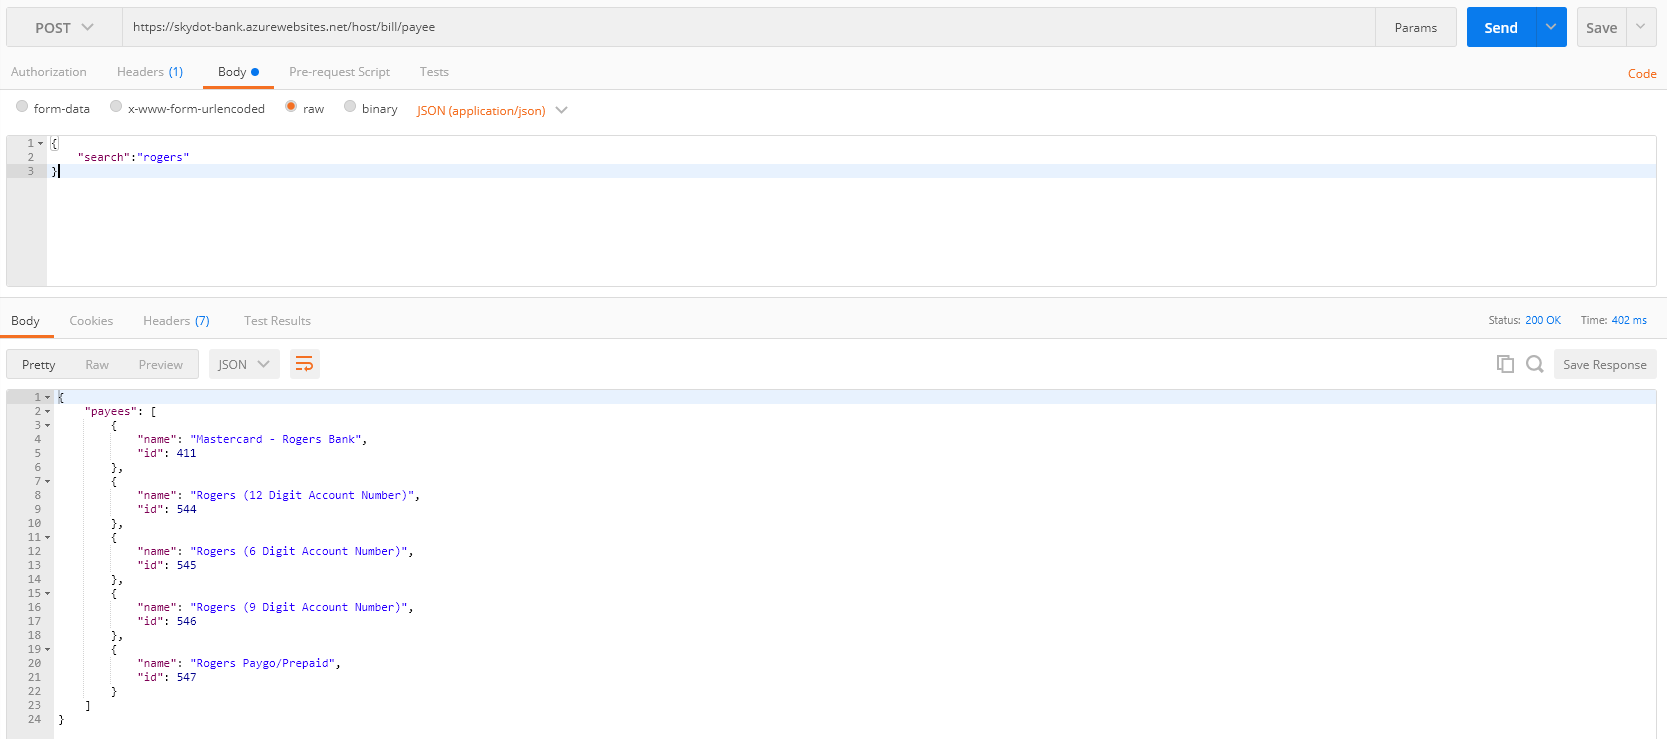 POST https://skydot-bank.azurewebsites.net/host/bill/payee Params Send Save
Authorization Headers (1) Body Pre-request Script Tests Code
form-data x-www-form-urlencoded raw binary JSON (application/json)
1 {
2 "search":"rogers"
3 }
Body Cookies Headers (7) Test Results Status: 200 OK Time: 402 ms
Pretty Raw Preview JSON Save Response
1 {
2 "payees": [
3 {
4 "name": "Mastercard - Rogers Bank",
5 "id": 411
6 },
7 {
8 "name": "Rogers (12 Digit Account Number)",
9 "id": 544
10 },
11 {
12 "name": "Rogers (6 Digit Account Number)",
13 "id": 545
14 },
15 {
16 "name": "Rogers (9 Digit Account Number)",
17 "id": 546
18 },
19 {
20 "name": "Rogers Paygo/Prepaid",
21 "id": 547
22 }
23 ]
24 }